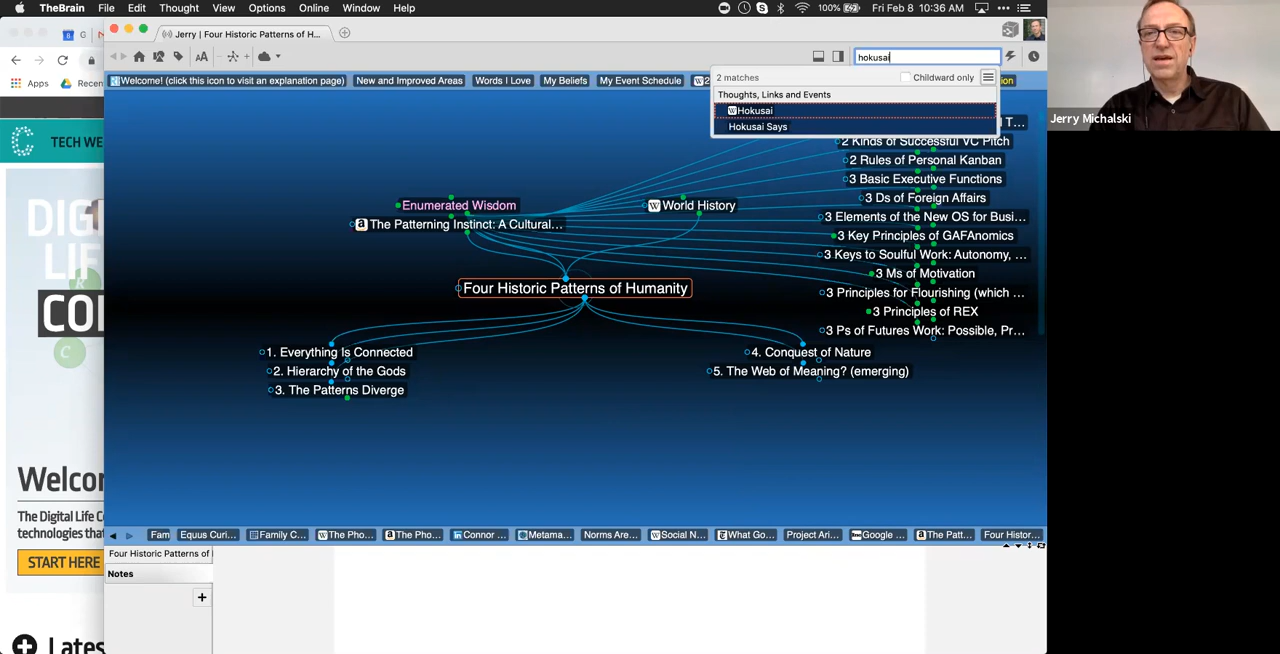 TheBrain File Edit Thought View Options Online Window Help
100% Fri Feb 8 10:36 AM
Jerry | Four Historic Patterns of H...
hokusai
Apps Recen
Welcome! (click this icon to visit an explanation page) New and Improved Areas Words I Love My Beliefs My Event Schedule
2 matches Childward only
Thoughts, Links and Events
Hokusai
Hokusai Says
Jerry Michalski
TECH WE
2 Kinds of Successful VC Pitch
2 Rules of Personal Kanban
3 Basic Executive Functions
3 Ds of Foreign Affairs
3 Elements of the New OS for Busi...
3 Key Principles of GAFAnomics
3 Keys to Soulful Work: Autonomy, ...
3 Ms of Motivation
3 Principles for Flourishing (which ...
3 Principles of REX
3 Ps of Futures Work: Possible, Pr...
Enumerated Wisdom
World History
The Patterning Instinct: A Cultural...
Four Historic Patterns of Humanity
1. Everything Is Connected
2. Hierarchy of the Gods
3. The Patterns Diverge
4. Conquest of Nature
5. The Web of Meaning? (emerging)
DIG
LIF
CO
Welcon
The Digital Life C
technologies that
START HERE
Lates
Fam Equus Curi... Family C... The Pho... The Pho... Connor ... Metama... Norms Are... Social N... What Go... Project Ari... Google ... The Patt... Four Histor...
Four Historic Patterns of
Notes